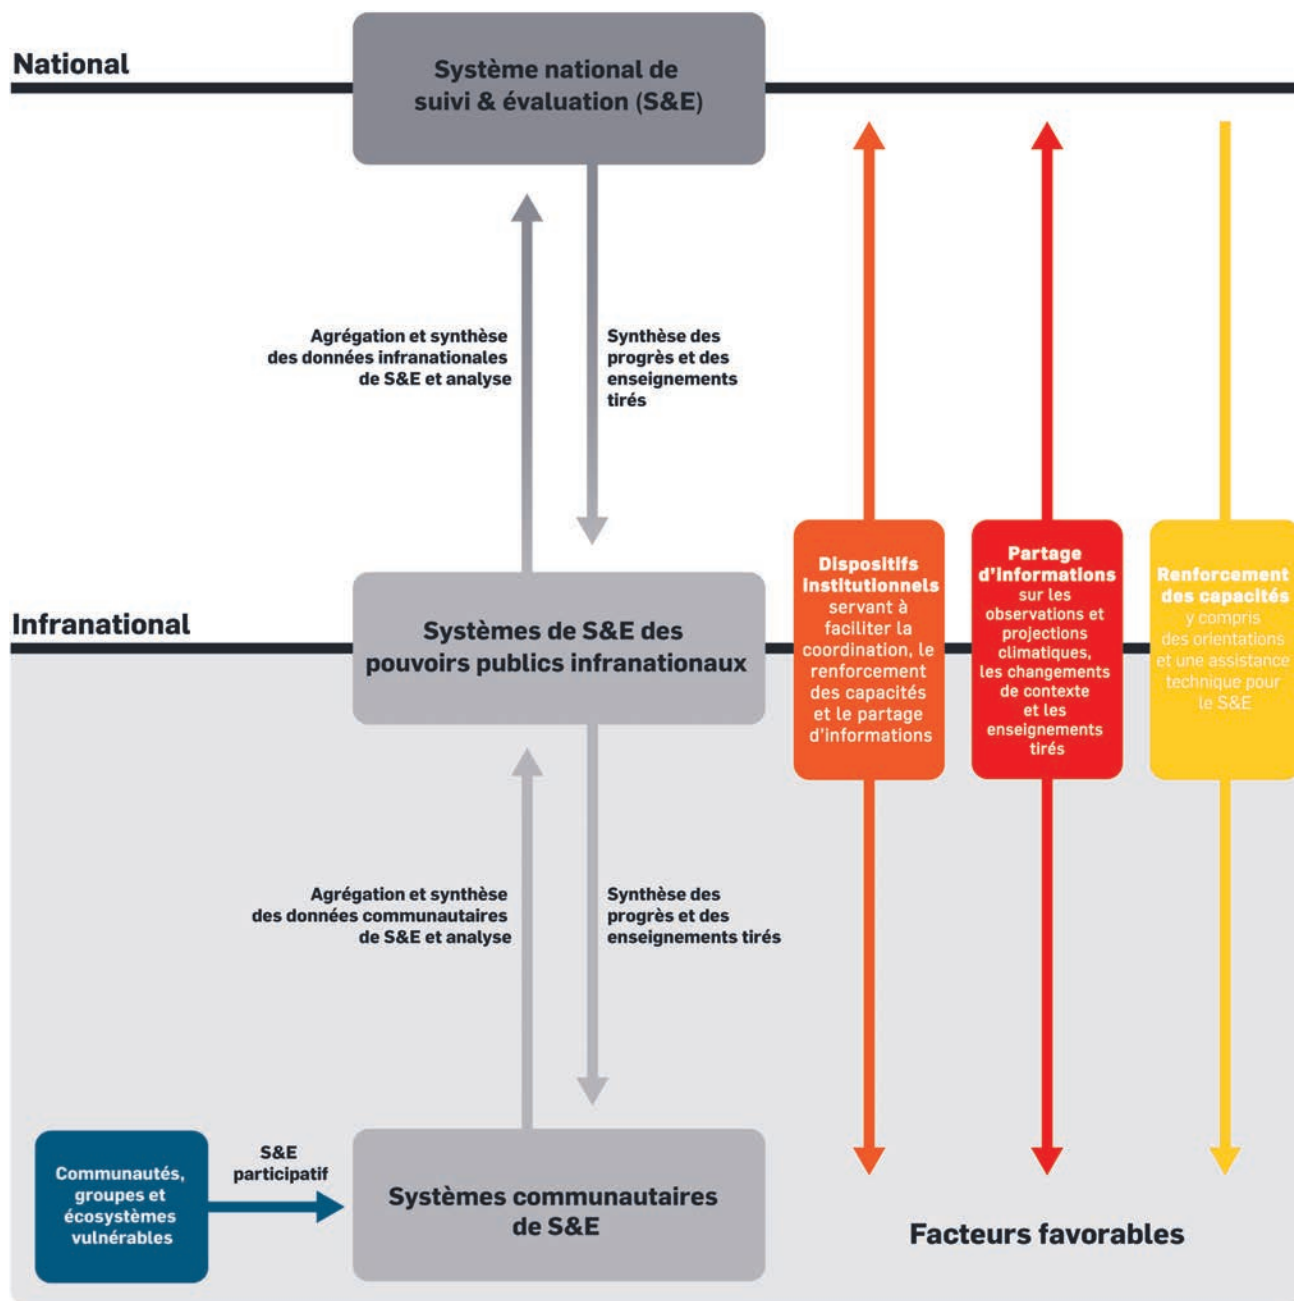 National
Système national de
suivi & évaluation (S&E)
Agrégation et synthèse
des données infranationales
de S&E et analyse
Synthèse des
progrès et des
enseignements
tirés
Infranational
Systèmes de S&E des
pouvoirs publics infranationaux
Dispositifs
institutionnels
servant à
faciliter la
coordination, le
renforcement
des capacités
et le partage
d'informations
Partage
d'informations
sur les
observations et
projections
climatiques,
les changements
de contexte
et les
enseignements
tirés
Renforcement
des capacités
y compris
des orientations
et une assistance
technique pour
le S&E
Agrégation et synthèse
des données communautaires
de S&E et analyse
Synthèse des
progrès et des
enseignements tirés
Communautés,
groupes et
écosystèmes
vulnérables
S&E
participatif
Systèmes communautaires
de S&E
Facteurs favorables